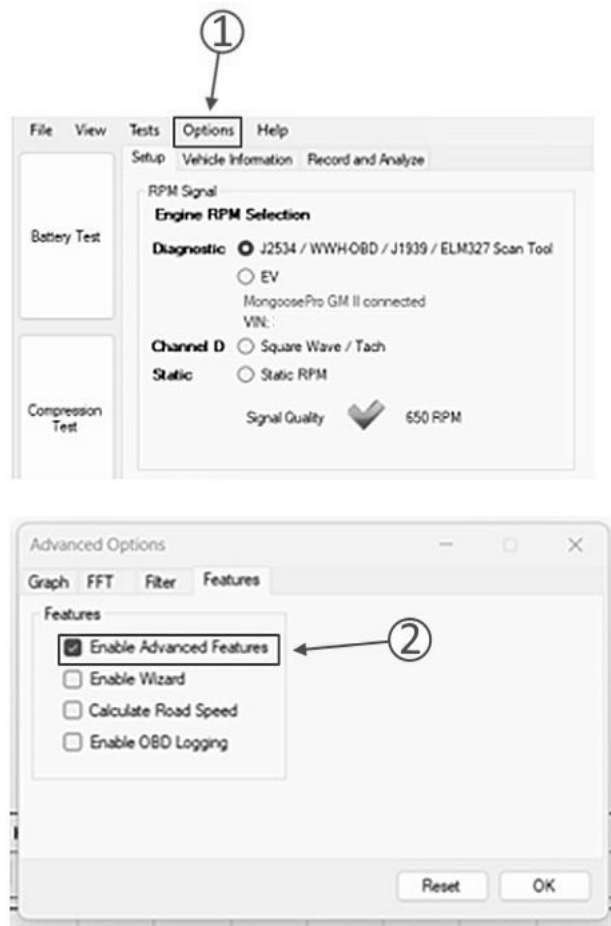 ①
File View Tests Options Help
Setup Vehicle Information Record and Analyze
RPM Signal
Engine RPM Selection
Battery Test
Diagnostic J2534 / WWH-OBD / J1939 / ELM327 Scan Tool
EV
MongoosePro GM II connected
VIN:
Channel D Square Wave / Tach
Static Static RPM
Compression
Test
Signal Quality 650 RPM
Advanced Options
Graph FFT Filter Features
Features
Enable Advanced Features
②
Enable Wizard
Calculate Road Speed
Enable OBD Logging
Reset OK